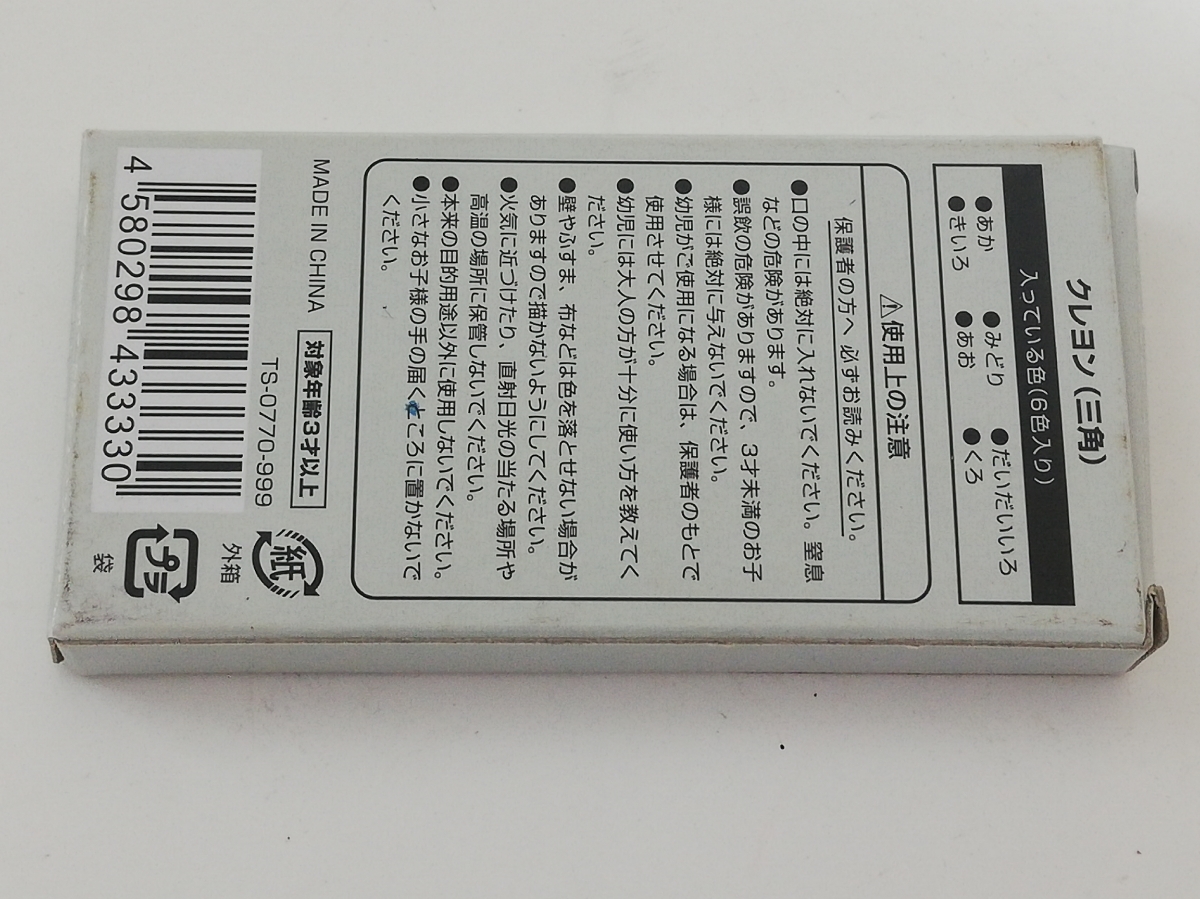 クレヨン(三角)
入っている色(6色入り)
●あか ●みどり ●だいだいいろ
●きいろ ●あお ●くろ
⚠使用上の注意
保護者の方へ 必ずお読みください。
●口の中には絶対に入れないでください。窒息
などの危険があります。
●誤飲の危険がありますので、3才未満のお子
様には絶対に与えないでください。
●幼児がご使用になる場合は、保護者のもとで
使用させてください。
●幼児には大人の方が十分に使い方を教えてく
ださい。
●壁やふすま、布などは色を落とせない場合が
ありますので描かないようにしてください。
●火気に近づけたり、直射日光の当たる場所や
高温の場所に保管しないでください。
●本来の目的用途以外に使用しないでください。
●小さなお子様の手の届くところに置かないで
ください。
MADE IN CHINA
対象年齢3才以上
紙
外箱
TS-0770-999
4 580298 433330
プラ
袋